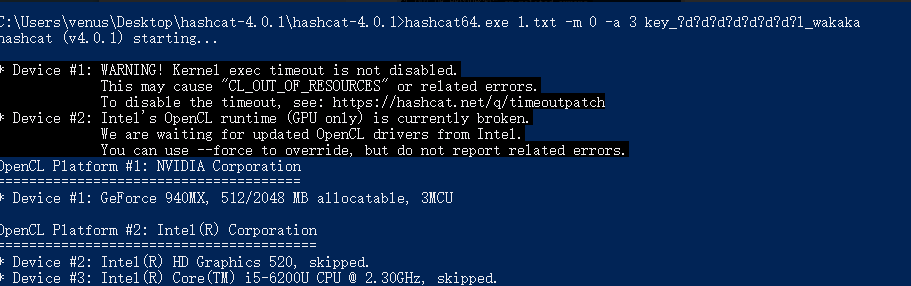 C:\Users\venus\Desktop\hashcat-4.0.1\hashcat-4.0.1>hashcat64.exe 1.txt -m 0 -a 3 key_?d?d?d?d?d?d?d?l_wakaka
hashcat (v4.0.1) starting...
* Device #1: WARNING! Kernel exec timeout is not disabled.
This may cause "CL_OUT_OF_RESOURCES" or related errors.
To disable the timeout, see: https://hashcat.net/q/timeoutpatch
* Device #2: Intel's OpenCL runtime (GPU only) is currently broken.
We are waiting for updated OpenCL drivers from Intel.
You can use --force to override, but do not report related errors.
OpenCL Platform #1: NVIDIA Corporation
======================================
* Device #1: GeForce 940MX, 512/2048 MB allocatable, 3MCU
OpenCL Platform #2: Intel(R) Corporation
========================================
* Device #2: Intel(R) HD Graphics 520, skipped.
* Device #3: Intel(R) Core(TM) i5-6200U CPU @ 2.30GHz, skipped.